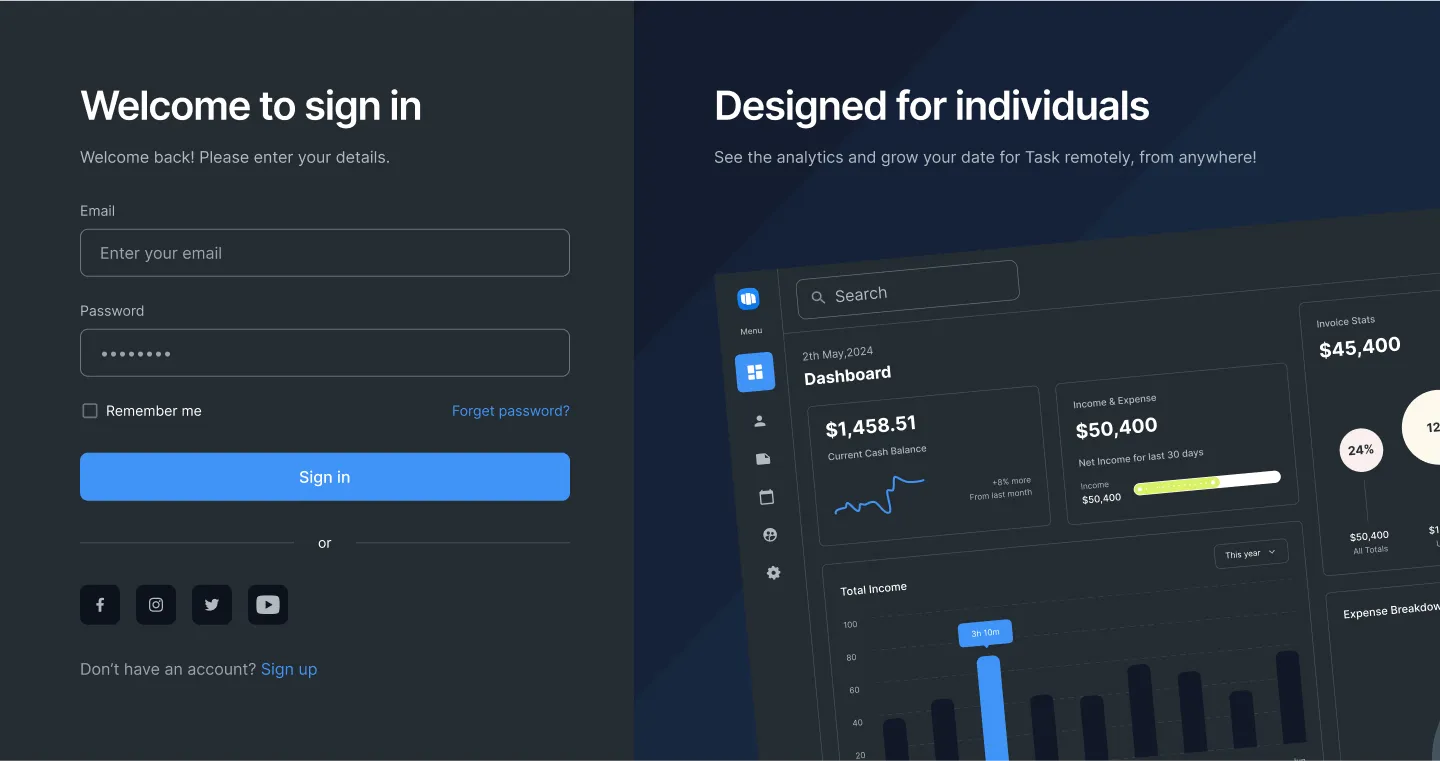 Welcome to sign in
Welcome back! Please enter your details.
Email
Enter your email
Password
Remember me
Forget password?
Sign in
or
Don’t have an account? Sign up
Designed for individuals
See the analytics and grow your date for Task remotely, from anywhere!
Menu
Search
2th May,2024
Dashboard
$1,458.51
Current Cash Balance
+8% more
From last month
Income & Expense
$50,400
Net Income for last 30 days
Income
$50,400
Invoice Stats
$45,400
24%
12
$50,400
All Totals
$1
Total Income
This year
100
80
60
40
20
3h 10m
Expense Breakdow